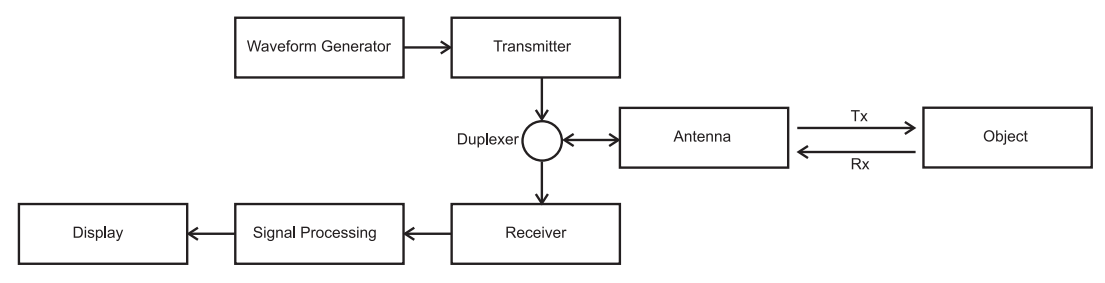 Waveform Generator
Transmitter
Tx
Duplexer
Antenna
Object
Rx
Display
Signal Processing
Receiver